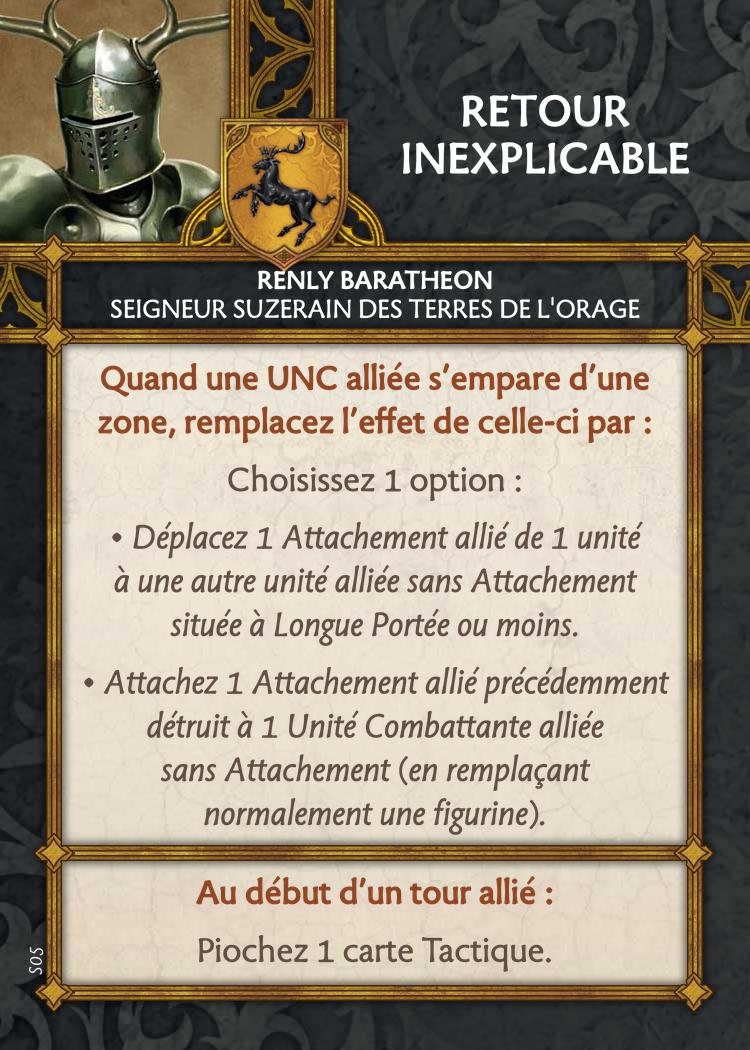 RETOUR
INEXPLICABLE
RENLY BARATHEON
SEIGNEUR SUZERAIN DES TERRES DE L'ORAGE
Quand une UNC alliée s’empare d’une
zone, remplacez l’effet de celle-ci par :
Choisissez 1 option :
• Déplacez 1 Attachement allié de 1 unité
à une autre unité alliée sans Attachement
située à Longue Portée ou moins.
• Attachez 1 Attachement allié précédemment
détruit à 1 Unité Combattante alliée
sans Attachement (en remplaçant
normalement une figurine).
Au début d’un tour allié :
Piochez 1 carte Tactique.
S05